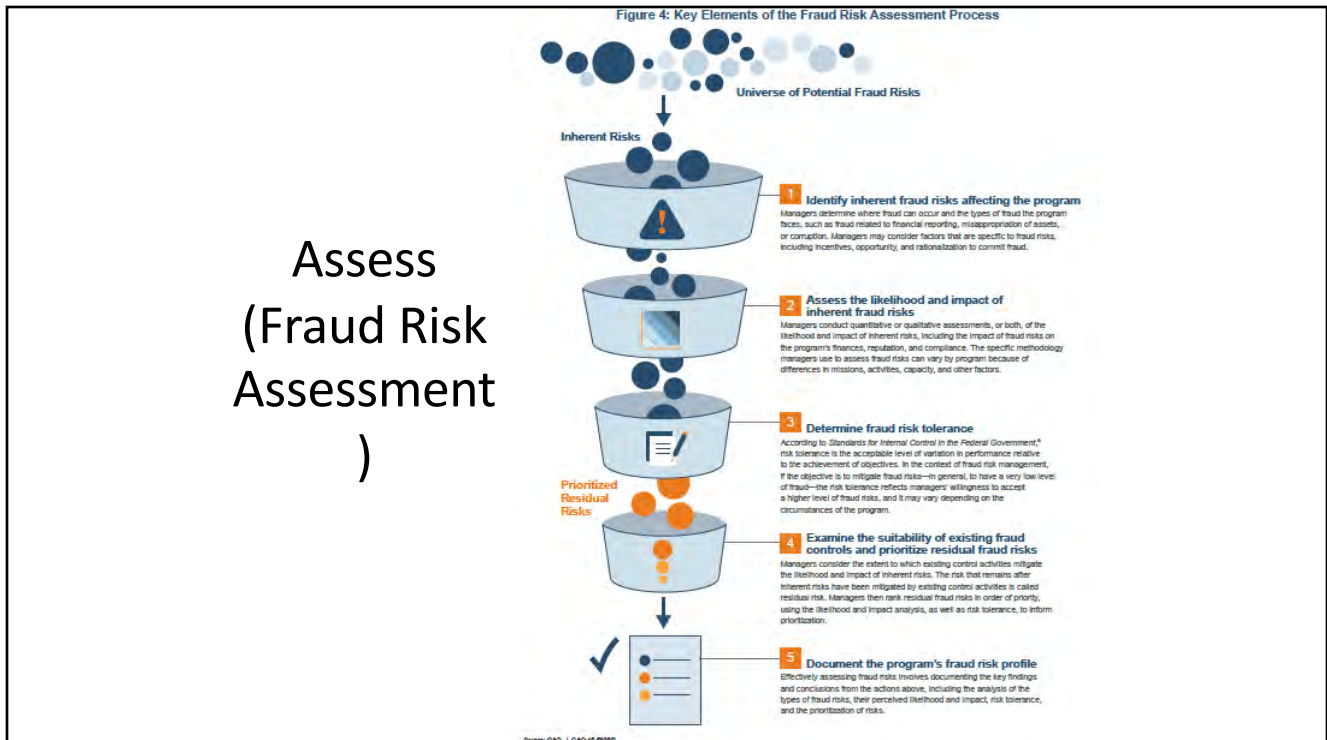 Figure 4: Key Elements of the Fraud Risk Assessment Process
Universe of Potential Fraud Risks
Inherent Risks
Assess
(Fraud Risk
Assessment
)
1 Identify inherent fraud risks affecting the program
Managers determine where fraud can occur and the types of fraud the program
faces, such as fraud related to financial reporting, misappropriation of assets,
or corruption. Managers may consider factors that are specific to fraud risks,
including incentives, opportunity, and rationalization to commit fraud.
2 Assess the likelihood and impact of
inherent fraud risks
Managers conduct quantitative or qualitative assessments, or both, of the
likelihood and impact of inherent risks, including the impact of fraud risks on
the program's finances, reputation, and compliance. The specific methodology
managers use to assess fraud risks can vary by program because of
differences in missions, activities, capacity, and other factors.
3 Determine fraud risk tolerance
According to Standards for Internal Control in the Federal Government,ª
risk tolerance is the acceptable level of variation in performance relative
to the achievement of objectives. In the context of fraud risk management,
if the objective is to mitigate fraud risks—in general, to have a very low level
of fraud—the risk tolerance reflects managers' willingness to accept
a higher level of fraud risks, and it may vary depending on the
circumstances of the program.
Prioritized
Residual
Risks
4 Examine the suitability of existing fraud
controls and prioritize residual fraud risks
Managers consider the extent to which existing control activities mitigate
the likelihood and impact of inherent risks. The risk that remains after
inherent risks have been mitigated by existing control activities is called
residual risk. Managers then rank residual fraud risks in order of priority,
using the likelihood and impact analysis, as well as risk tolerance, to inform
prioritization.
5 Document the program's fraud risk profile
Effectively assessing fraud risks involves documenting the key findings
and conclusions from the actions above, including the analysis of the
types of fraud risks, their perceived likelihood and impact, risk tolerance,
and the prioritization of risks.